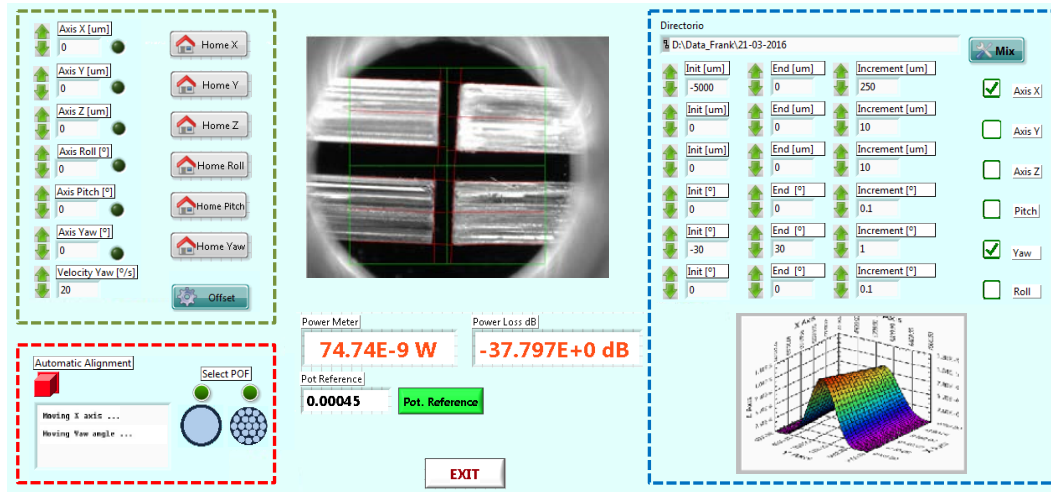 Axis X [um]
0
Home X
Axis Y [um]
0
Home Y
Axis Z [um]
0
Home Z
Axis Roll [º]
0
Home Roll
Axis Pitch [º]
0
Home Pitch
Axis Yaw [º]
0
Home Yaw
Velocity Yaw [º/s]
20
Offset
Automatic Alignment
Select POF
Moving X axis ...
Moving Yaw angle ...
Power Meter
Power Loss dB
74.74E-9 W
-37.797E+0 dB
Pot Reference
0.00045
Pot. Reference
EXIT
Directorio
D:\Data_Frank\21-03-2016
Mix
Init [um]
End [um]
Increment [um]
-5000
0
250
Axis X
Init [um]
End [um]
Increment [um]
0
0
10
Axis Y
Init [um]
End [um]
Increment [um]
0
0
10
Axis Z
Init [º]
End [º]
Increment [º]
0
0
0.1
Pitch
Init [º]
End [º]
Increment [º]
-30
30
1
Yaw
Init [º]
End [º]
Increment [º]
0
0
0.1
Roll
X Axis
Z Axis